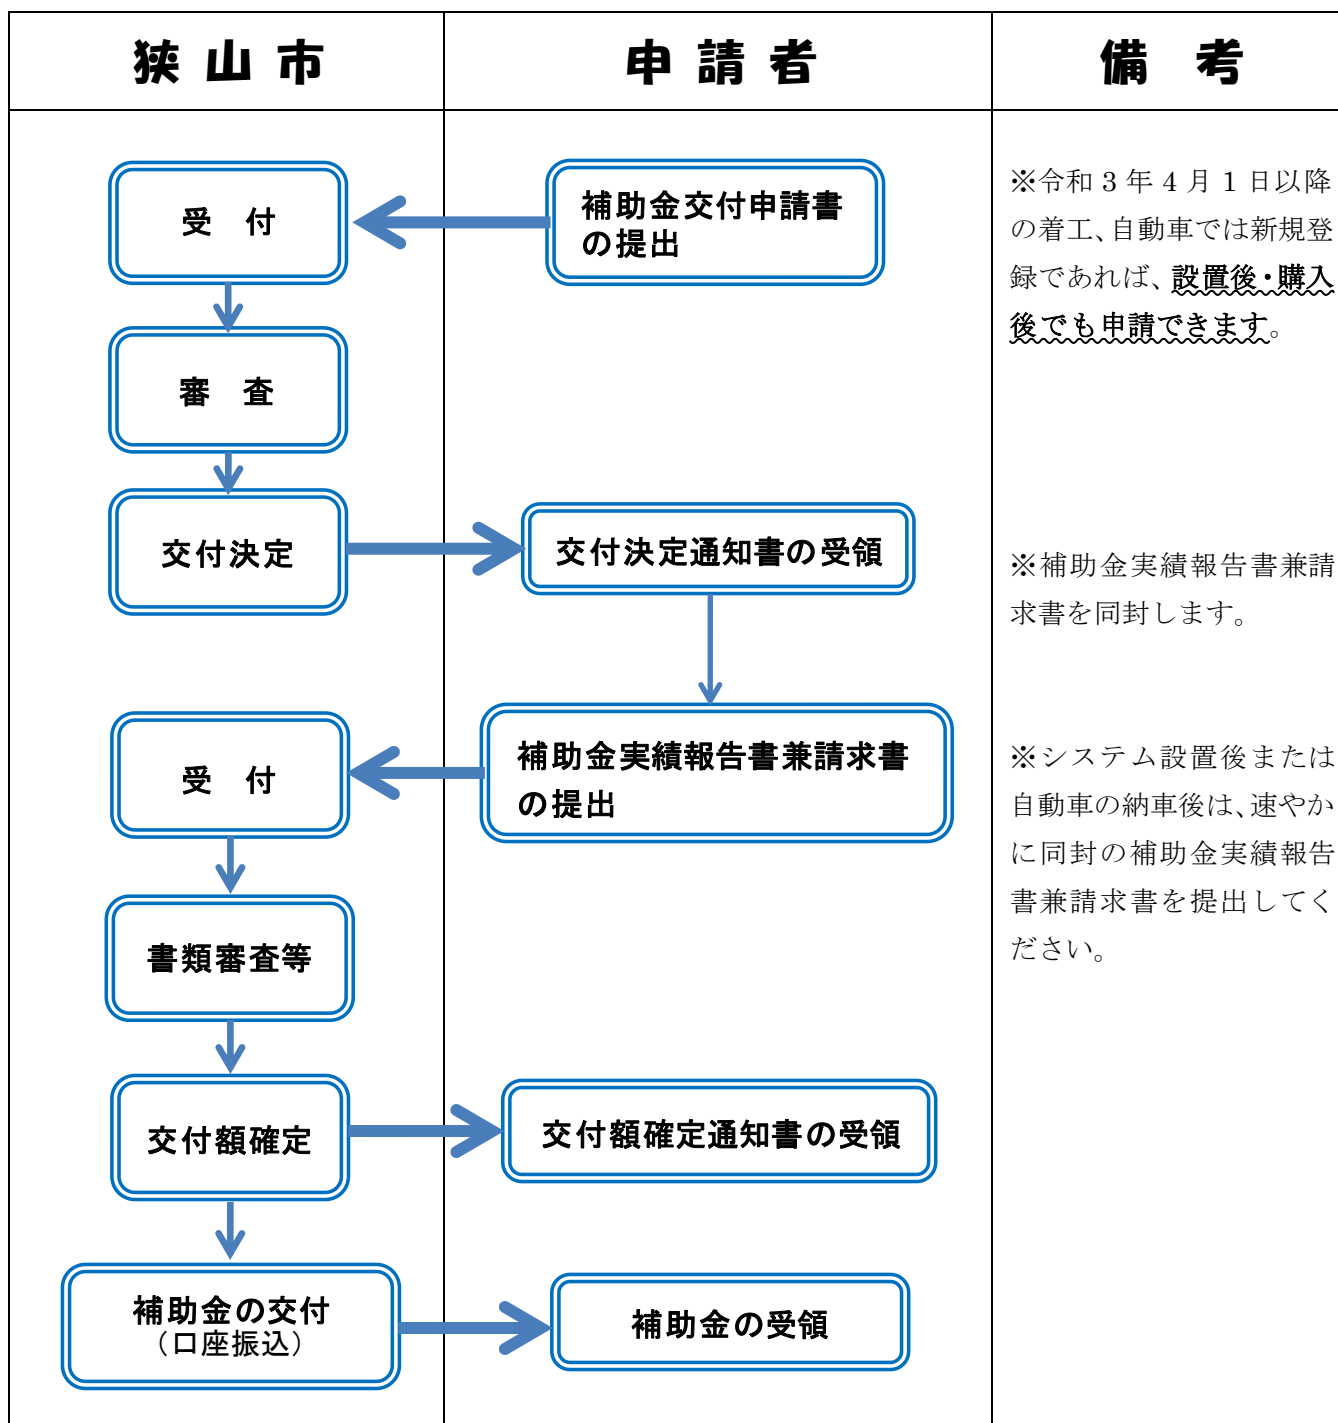 狭山市
申請者
備　考
受　付
補助金交付申請書
の提出
※令和 3 年 4 月 1 日以降
の着工、自動車では新規登
録であれば、設置後・購入
後でも申請できます。
審　査
交付決定
交付決定通知書の受領
※補助金実績報告書兼請
求書を同封します。
受　付
補助金実績報告書兼請求書
の提出
※システム設置後または
自動車の納車後は、速やか
に同封の補助金実績報告
書兼請求書を提出してく
ださい。
書類審査等
交付額確定
交付額確定通知書の受領
補助金の交付
（口座振込）
補助金の受領